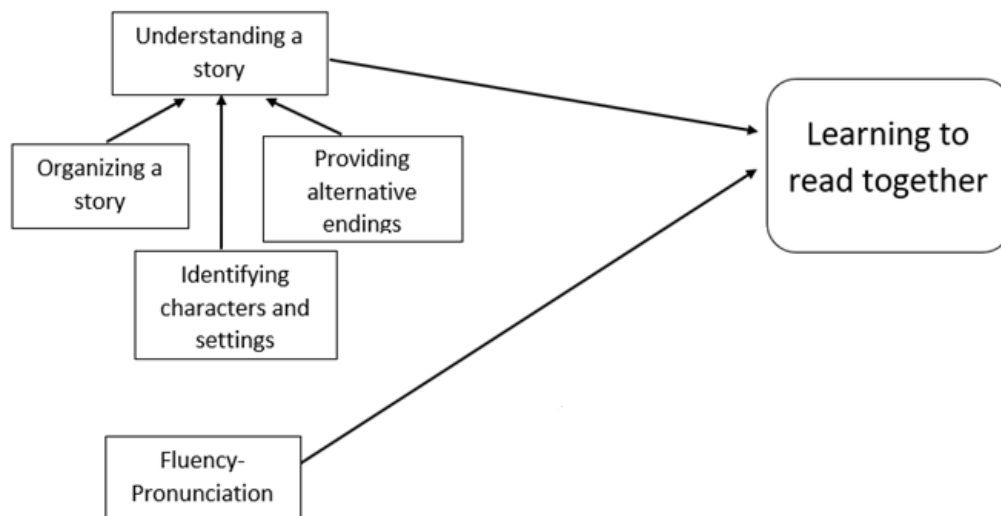 Understanding a
story
Learning to
read together
Organizing a
story
Providing
alternative
endings
Identifying
characters and
settings
Fluency-
Pronunciation